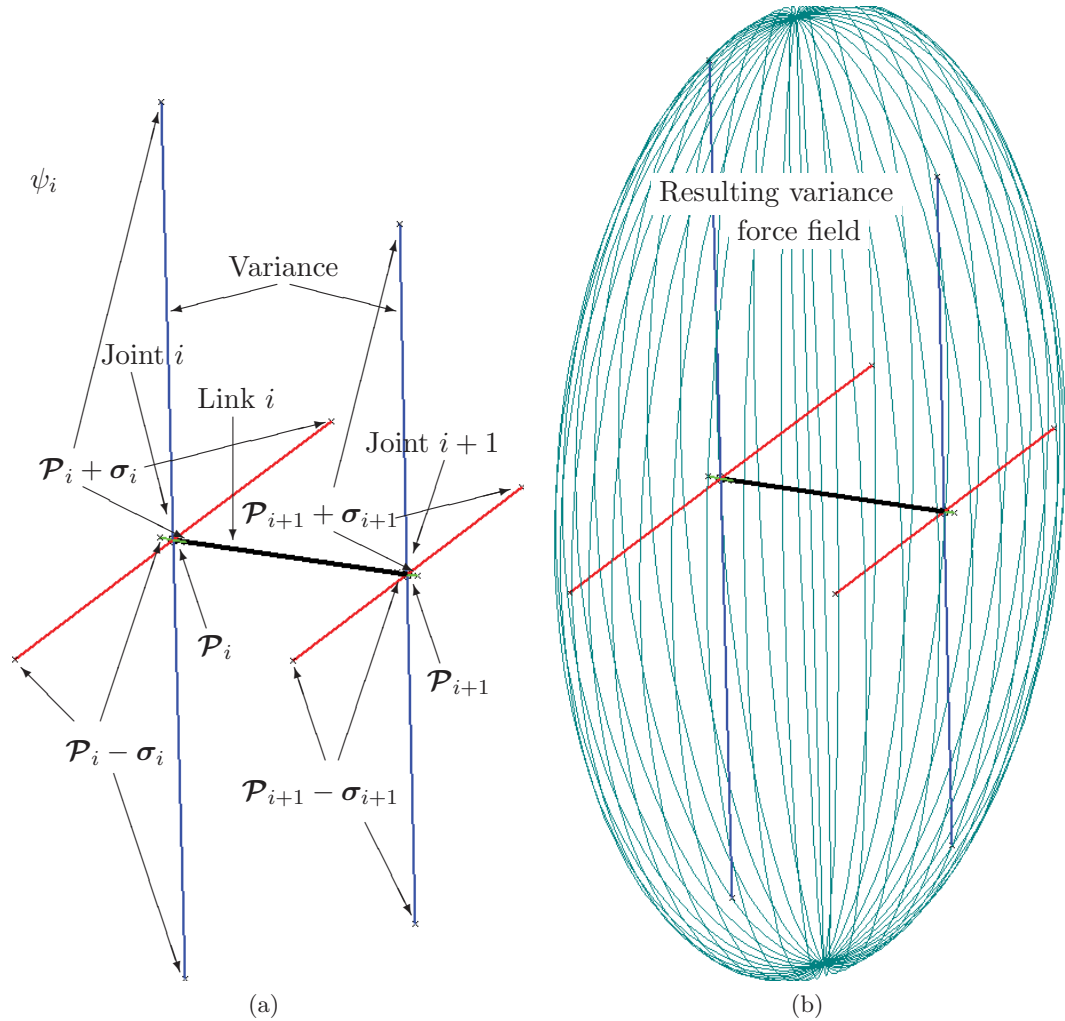 ψ_i
Variance
Joint i
Link i
Joint i + 1
𝓟_i + σ_i
𝓟_{i+1} + σ_{i+1}
𝓟_i
𝓟_{i+1}
𝓟_i − σ_i
𝓟_{i+1} − σ_{i+1}
(a)
Resulting variance
force field
(b)